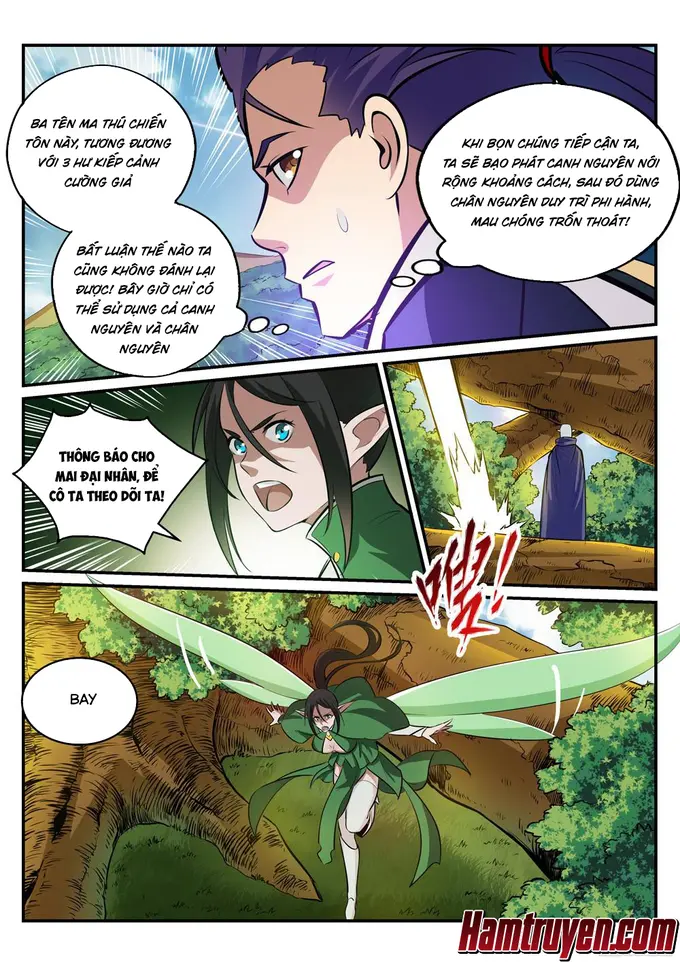 BA TÊN MA THÚ CHIẾN
TÔN NÀY, TƯƠNG ĐƯƠNG
VỚI 3 HƯ KIẾP CẢNH
CƯỜNG GIẢ
KHI BỌN CHÚNG TIẾP CẬN TA,
TA SẼ BẠO PHÁT CANH NGUYÊN NỚI
RỘNG KHOẢNG CÁCH, SAU ĐÓ DÙNG
CHÂN NGUYÊN DUY TRÌ PHI HÀNH,
MAU CHÓNG TRỐN THOÁT!
BẤT LUẬN THẾ NÀO TA
CŨNG KHÔNG ĐÁNH LẠI
ĐƯỢC! BÂY GIỜ CHỈ CÓ
THỂ SỬ DỤNG CẢ CANH
NGUYÊN VÀ CHÂN
NGUYÊN
THÔNG BÁO CHO
MAI ĐẠI NHÂN, ĐỂ
CÔ TA THEO DÕI TA!
嘿!
BAY
Hamtruyen.com